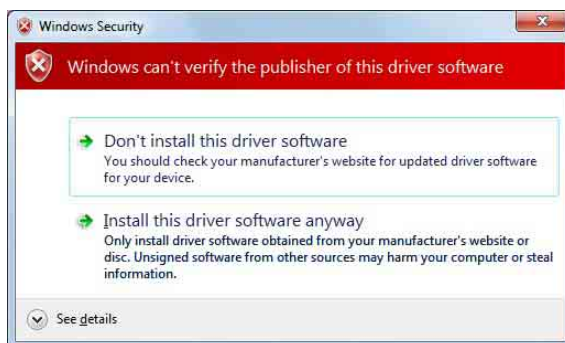 Windows Security
Windows can't verify the publisher of this driver software
Don't install this driver software
You should check your manufacturer's website for updated driver software
for your device.
Install this driver software anyway
Only install driver software obtained from your manufacturer's website or
disc. Unsigned software from other sources may harm your computer or steal
information.
See details